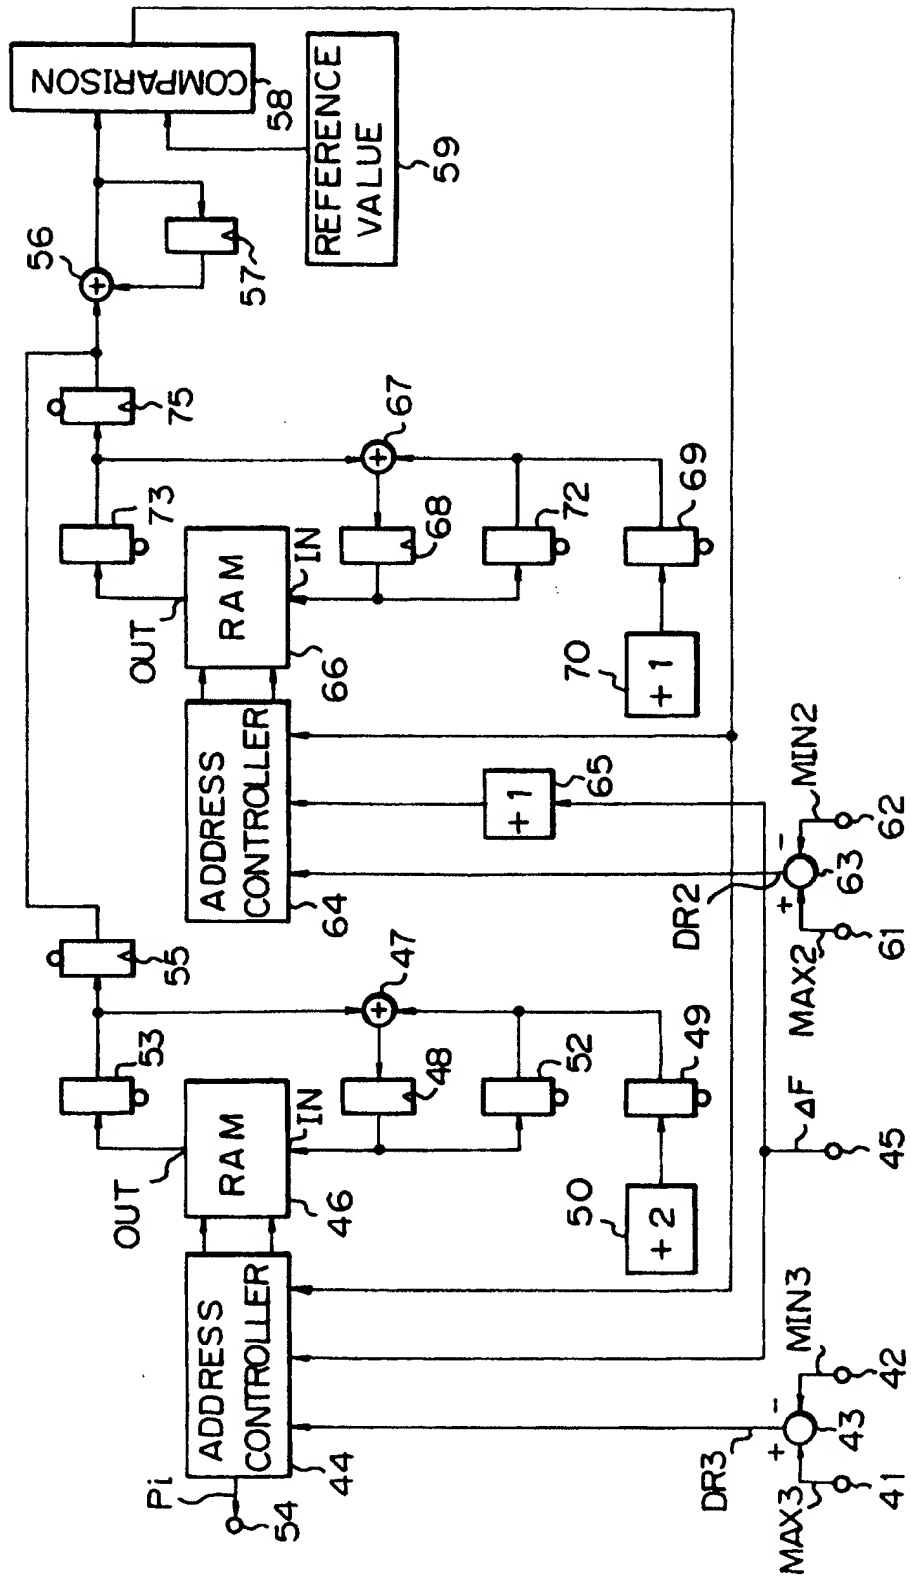 Pi
54
ADDRESS
CONTROLLER
44
OUT
RAM
46
IN
53
55
47
48
52
49
50
+2
DR3
MAX3
41
+
-
43
MIN3
42
ΔF
45
ADDRESS
CONTROLLER
64
OUT
RAM
66
IN
73
75
+
67
68
72
69
70
+1
+1
65
DR2
MAX2
61
+
-
63
MIN2
62
+
56
57
COMPARISON
58
REFERENCE
VALUE
59
+